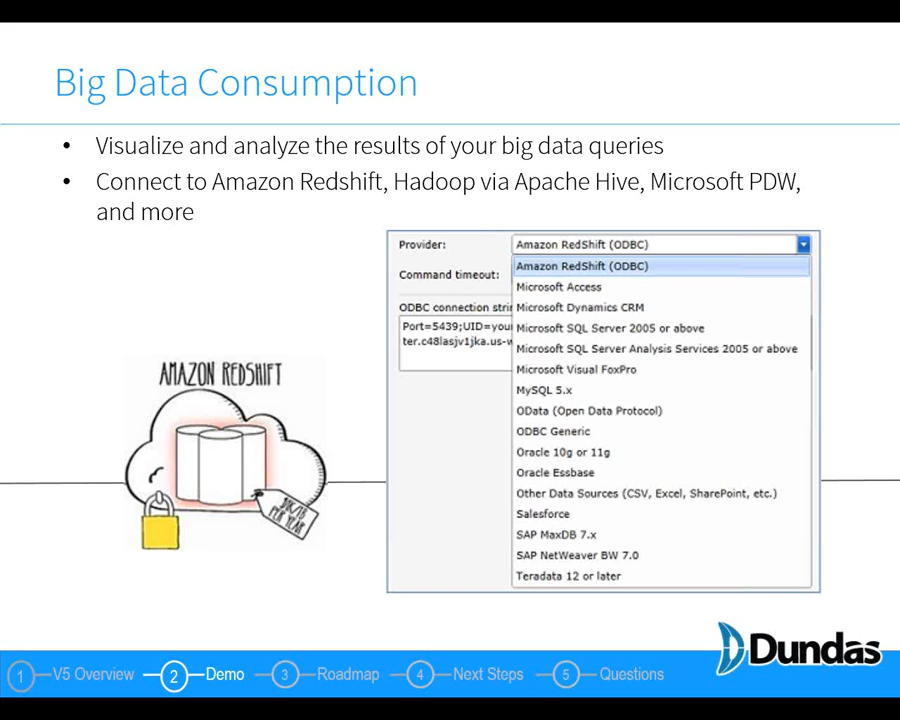 Big Data Consumption
• Visualize and analyze the results of your big data queries
• Connect to Amazon Redshift, Hadoop via Apache Hive, Microsoft PDW,
and more
Provider:
Amazon RedShift (ODBC)
Command timeout:
ODBC connection strin
Port=5439;UID=your
ter.c48lasjv1jka.us-w
Amazon RedShift (ODBC)
Microsoft Access
Microsoft Dynamics CRM
Microsoft SQL Server 2005 or above
Microsoft SQL Server Analysis Services 2005 or above
Microsoft Visual FoxPro
MySQL 5.x
OData (Open Data Protocol)
ODBC Generic
Oracle 10g or 11g
Oracle Essbase
Other Data Sources (CSV, Excel, SharePoint, etc.)
Salesforce
SAP MaxDB 7.x
SAP NetWeaver BW 7.0
Teradata 12 or later
AMAZON REDSHIFT
PER YEAR
Dundas
1 V5 Overview 2 Demo 3 Roadmap 4 Next Steps 5 Questions